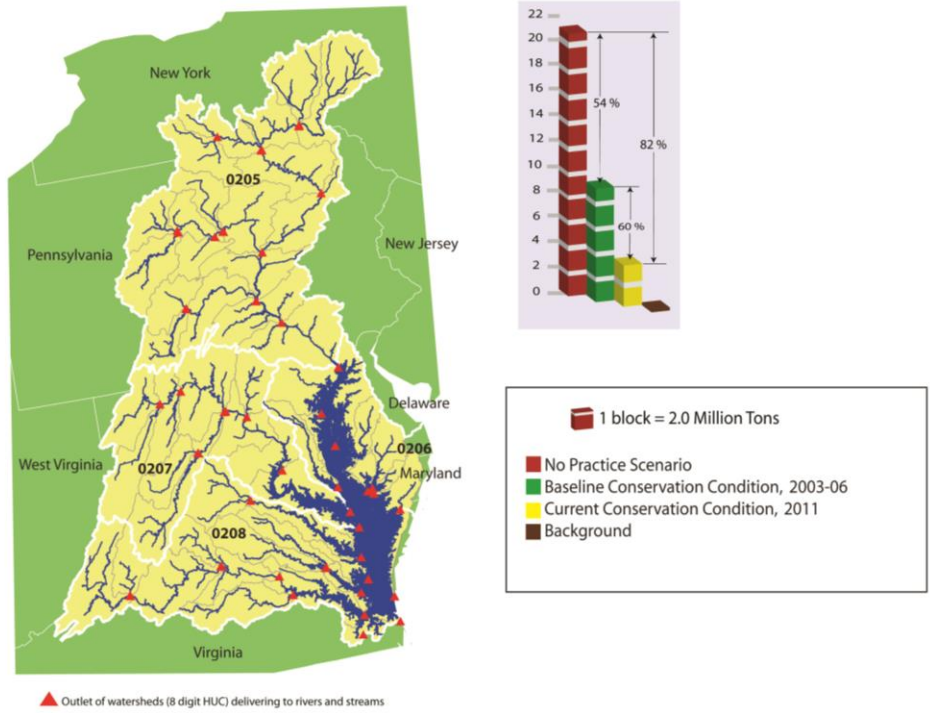 New York
0205
Pennsylvania
New Jersey
Delaware
0206
Maryland
West Virginia
0207
0208
Virginia
Outlet of watersheds (8 digit HUC) delivering to rivers and streams
22
20
18
16
14
12
10
8
6
4
2
0
54 %
82 %
60 %
1 block = 2.0 Million Tons
No Practice Scenario
Baseline Conservation Condition, 2003-06
Current Conservation Condition, 2011
Background